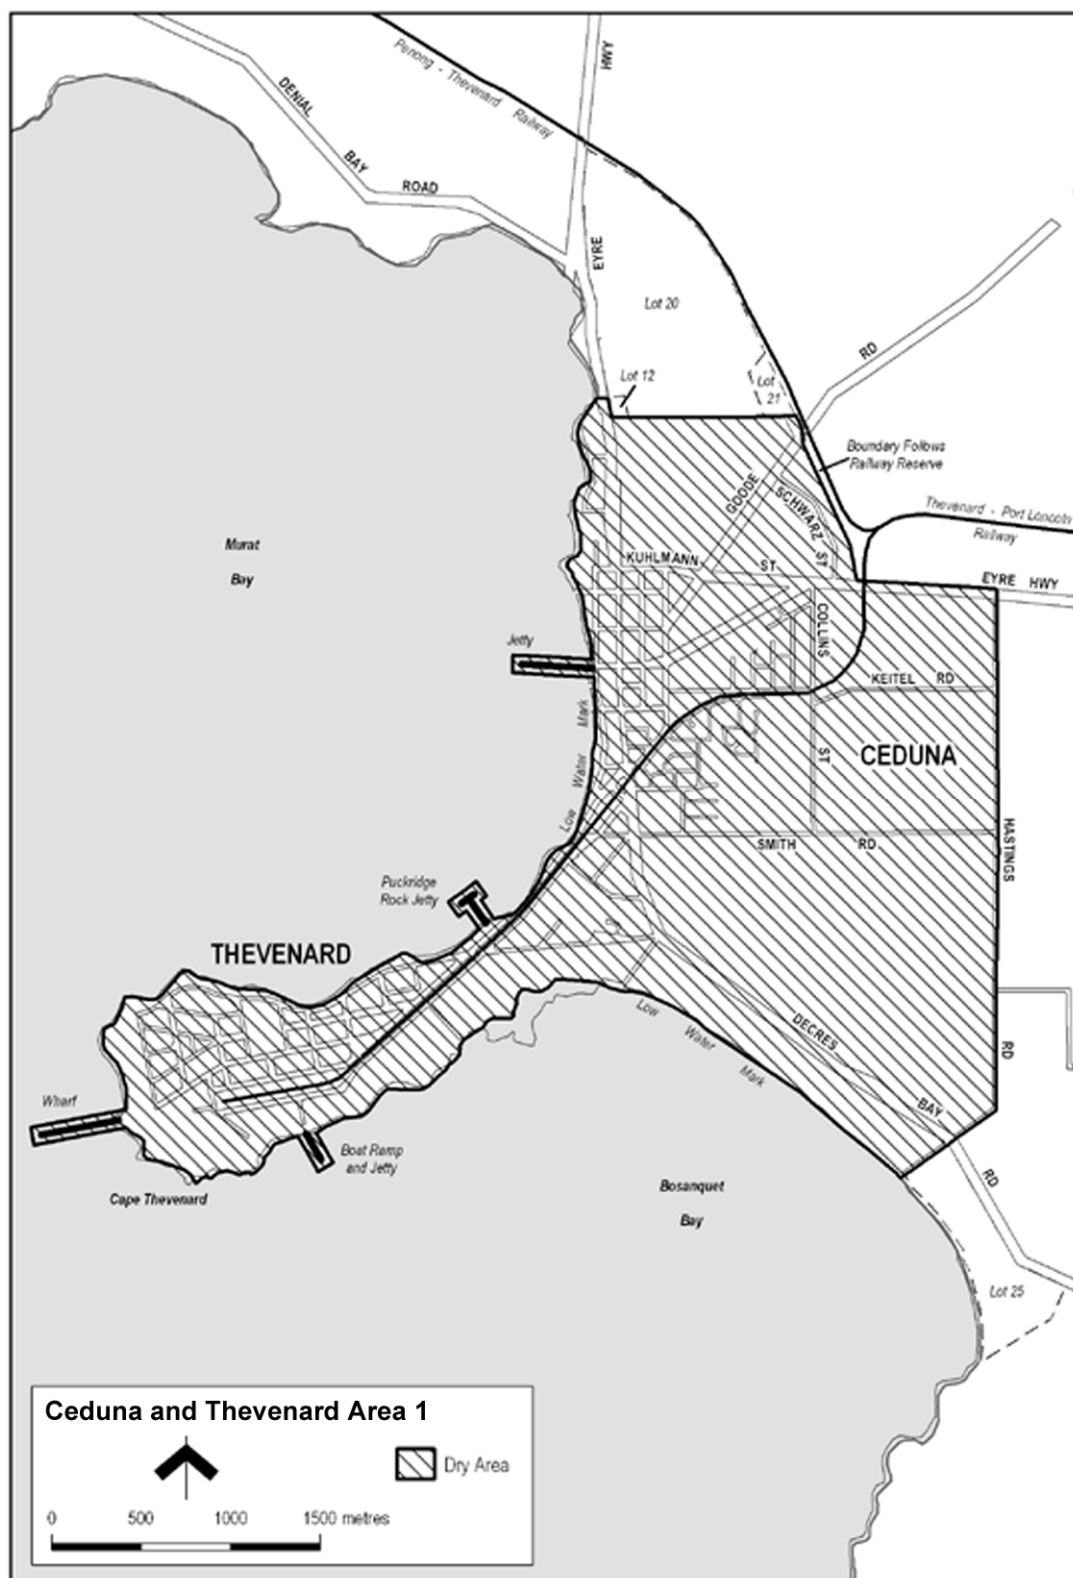 HWY
Penong - Thevenard Railway
DENIAL
BAY
ROAD
EYRE
Lot 20
RD
Lot 12
Lot
21
Boundary Follows
Railway Reserve
GOODE
SCHWARZ ST
Thevenard - Port Lincoln
Railway
Murat
Bay
KUHLMANN
ST
EYRE HWY
COLLINS
Jetty
KEITEL RD
Low Water Mark
ST
CEDUNA
SMITH RD
HASTINGS
Puckridge
Rock Jetty
THEVENARD
Low Water Mark
DECRES
RD
Wharf
BAY
Boat Ramp
and Jetty
RD
Cape Thevenard
Bosanquet
Bay
Lot 25
Ceduna and Thevenard Area 1
Dry Area
0 500 1000 1500 metres